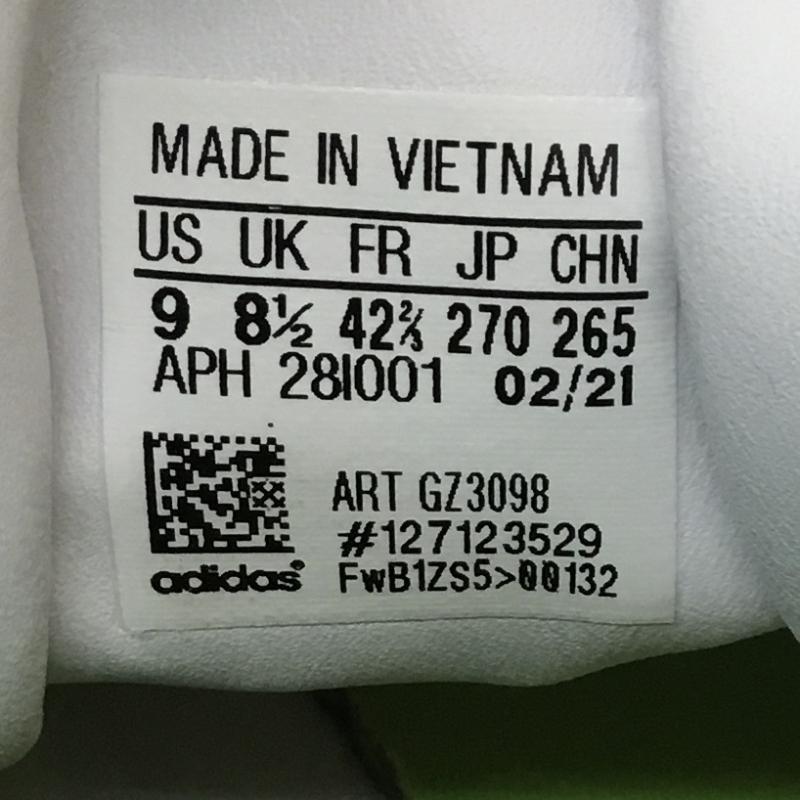 MADE IN VIETNAM
US UK FR JP CHN
9 8½ 42⅔ 270 265
APH 28I001 02/21
ART GZ3098
#127123529
adidas® FwB1ZS5>00132